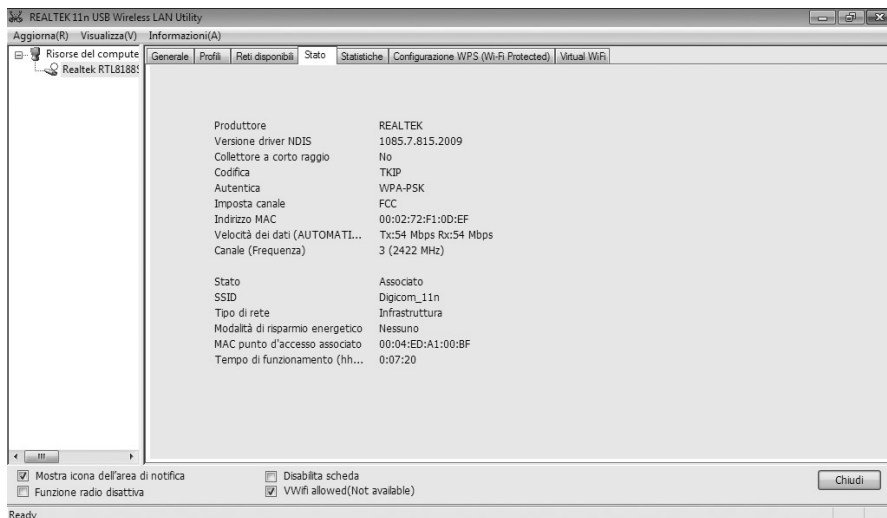 REALTEK 11n USB Wireless LAN Utility
Aggiorna(R) Visualizza(V) Informazioni(A)
Risorse del compute
Realtek RTL8188S
Generale Profili Reti disponibili Stato Statistiche Configurazione WPS (Wi-Fi Protected) Virtual WiFi
Produttore REALTEK
Versione driver NDIS 1085.7.815.2009
Collettore a corto raggio No
Codifica TKIP
Autentica WPA-PSK
Imposta canale FCC
Indirizzo MAC 00:02:72:F1:0D:EF
Velocità dei dati (AUTOMATI... Tx:54 Mbps Rx:54 Mbps
Canale (Frequenza) 3 (2422 MHz)
Stato Associato
SSID Digicom_11n
Tipo di rete Infrastruttura
Modalità di risparmio energetico Nessuno
MAC punto d'accesso associato 00:04:ED:A1:00:BF
Tempo di funzionamento (hh... 0:07:20
Mostra icona dell'area di notifica Disabilita scheda
Funzione radio disattiva VWifi allowed(Not available)
Chiudi
Ready